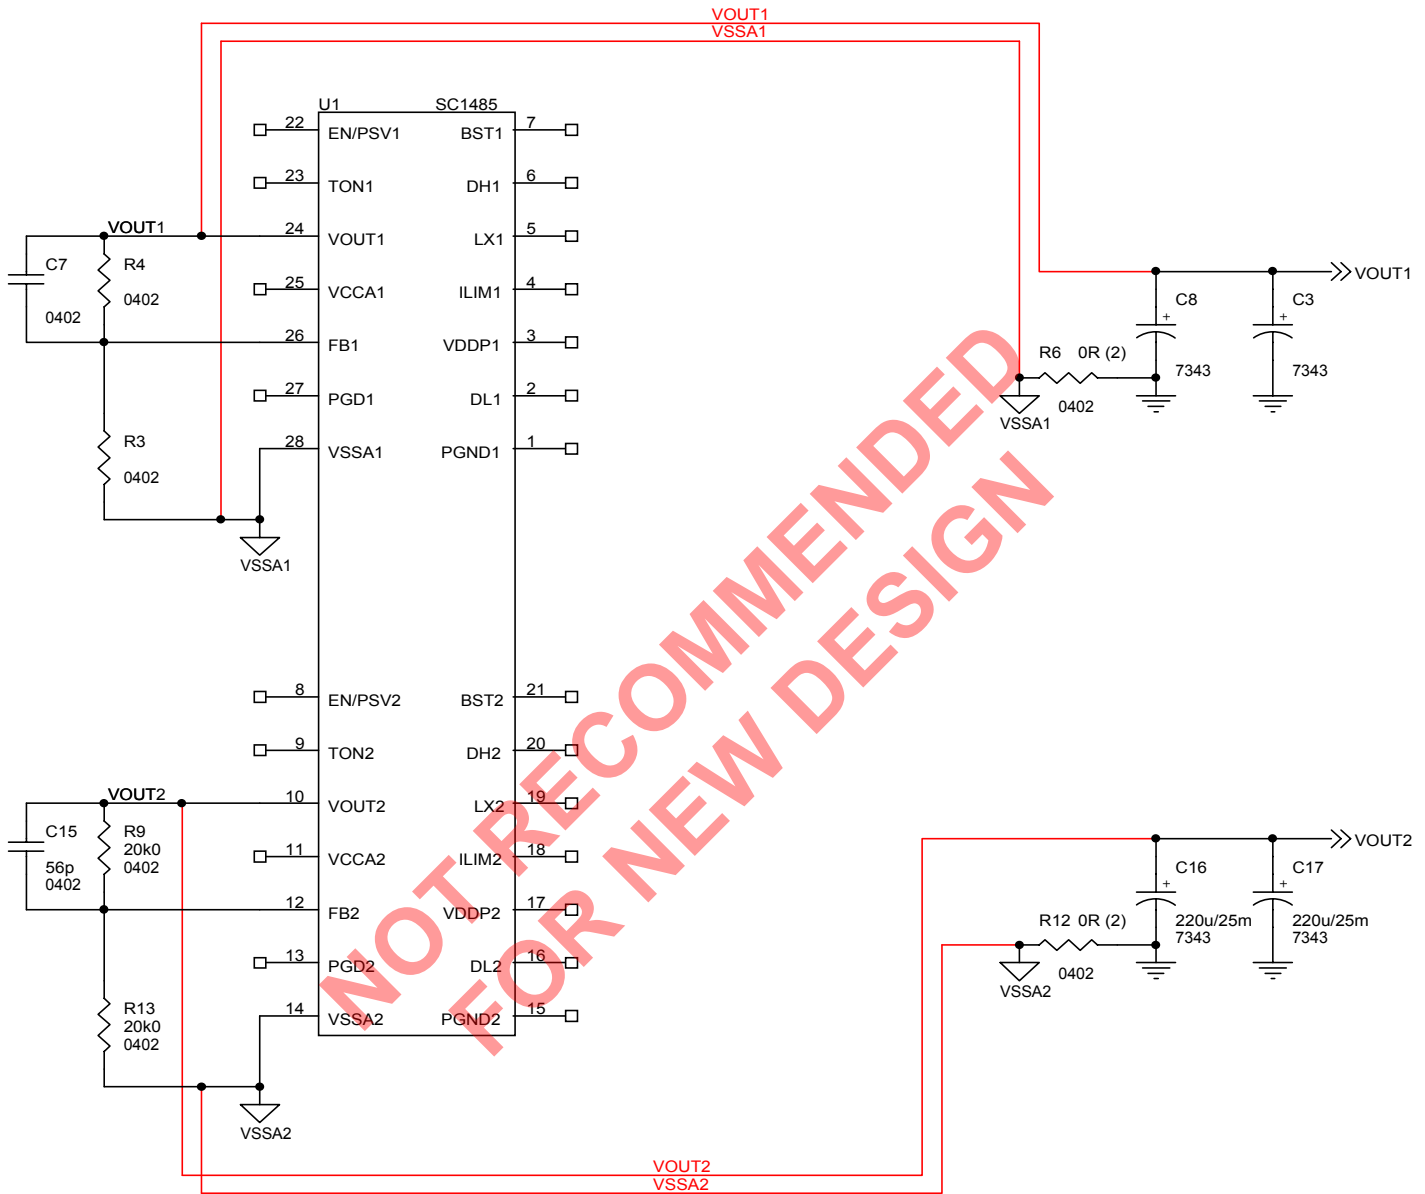 VOUT1
VSSA1
U1 SC1485
22 EN/PSV1 BST1 7
23 TON1 DH1 6
VOUT1
24 VOUT1 LX1 5
C7
0402
R4
0402
25 VCCA1 ILIM1 4
26 FB1 VDDP1 3
27 PGD1 DL1 2
R3
0402
28 VSSA1 PGND1 1
VSSA1
VOUT1
C8
+
7343
C3
+
7343
R6 0R (2)
0402
VSSA1
NOT RECOMMENDED
FOR NEW DESIGN
8 EN/PSV2 BST2 21
9 TON2 DH2 20
VOUT2
10 VOUT2 LX2 19
C15
56p
0402
R9
20k0
0402
11 VCCA2 ILIM2 18
12 FB2 VDDP2 17
13 PGD2 DL2 16
R13
20k0
0402
14 VSSA2 PGND2 15
VSSA2
VOUT2
C16
+
220u/25m
7343
C17
+
220u/25m
7343
R12 0R (2)
0402
VSSA2
VOUT2
VSSA2